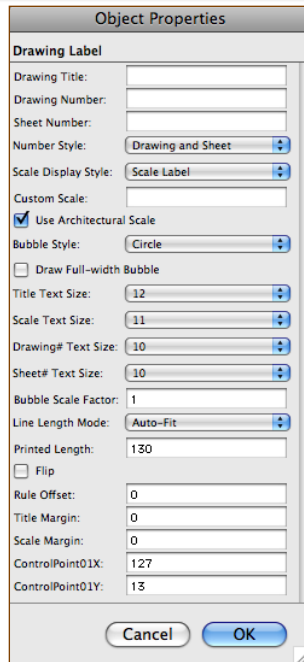 Object Properties
Drawing Label
Drawing Title:
Drawing Number:
Sheet Number:
Number Style: Drawing and Sheet
Scale Display Style: Scale Label
Custom Scale:
Use Architectural Scale
Bubble Style: Circle
Draw Full-width Bubble
Title Text Size: 12
Scale Text Size: 11
Drawing# Text Size: 10
Sheet# Text Size: 10
Bubble Scale Factor: 1
Line Length Mode: Auto-Fit
Printed Length: 130
Flip
Rule Offset: 0
Title Margin: 0
Scale Margin: 0
ControlPoint01X: 127
ControlPoint01Y: 13
Cancel OK